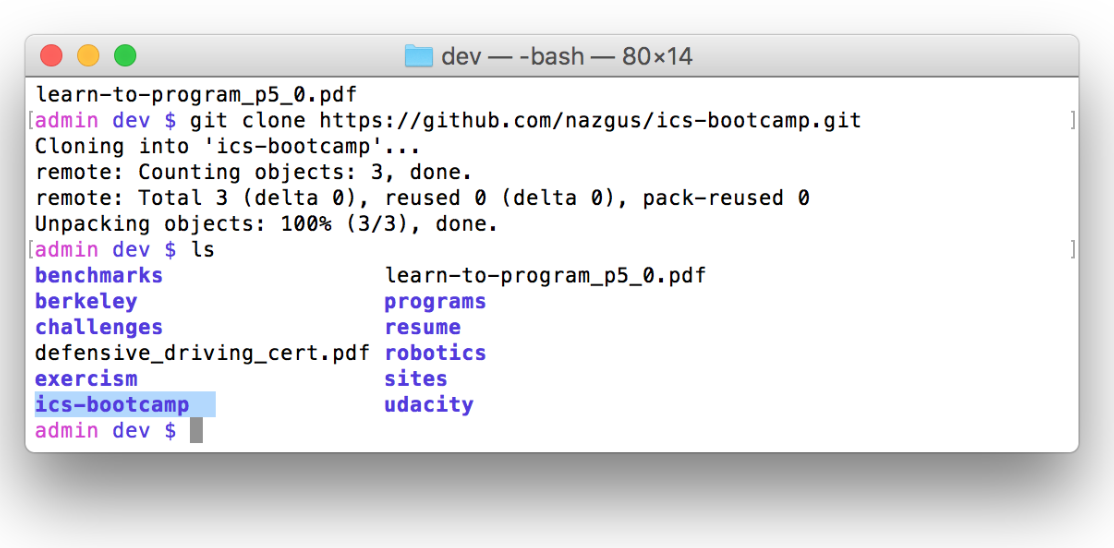 dev — -bash — 80×14
learn-to-program_p5_0.pdf
[admin dev $ git clone https://github.com/nazgus/ics-bootcamp.git ]
Cloning into 'ics-bootcamp'...
remote: Counting objects: 3, done.
remote: Total 3 (delta 0), reused 0 (delta 0), pack-reused 0
Unpacking objects: 100% (3/3), done.
[admin dev $ ls ]
benchmarks learn-to-program_p5_0.pdf
berkeley programs
challenges resume
defensive_driving_cert.pdf robotics
exercism sites
ics-bootcamp udacity
admin dev $